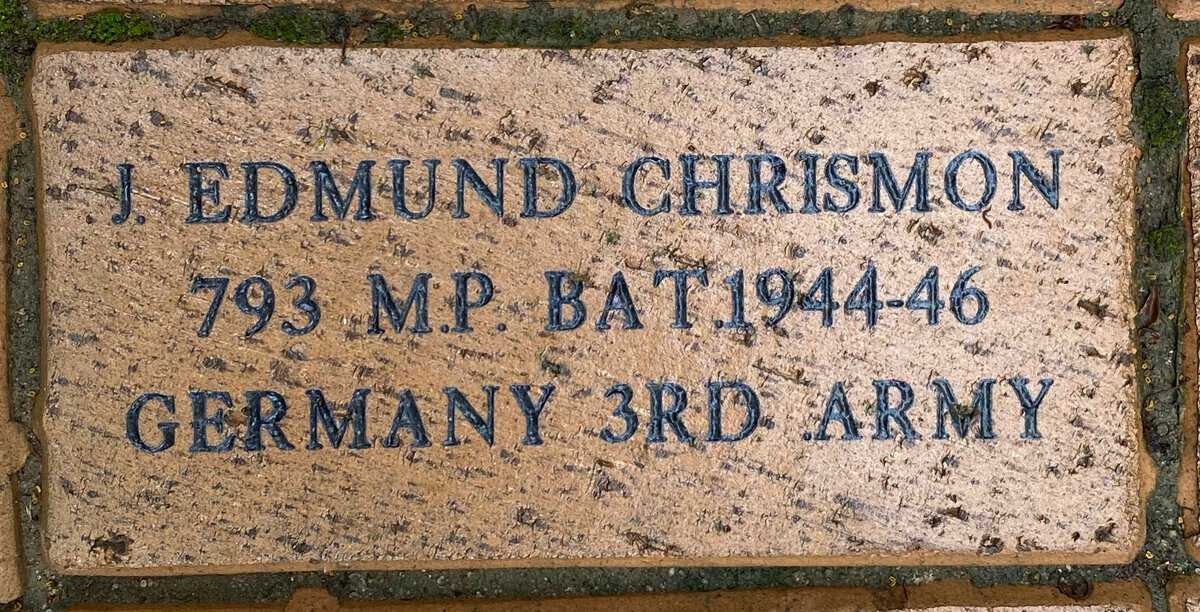 J. EDMUND CHRISMON
793 M.P. BAT.1944-46
GERMANY 3RD ARMY